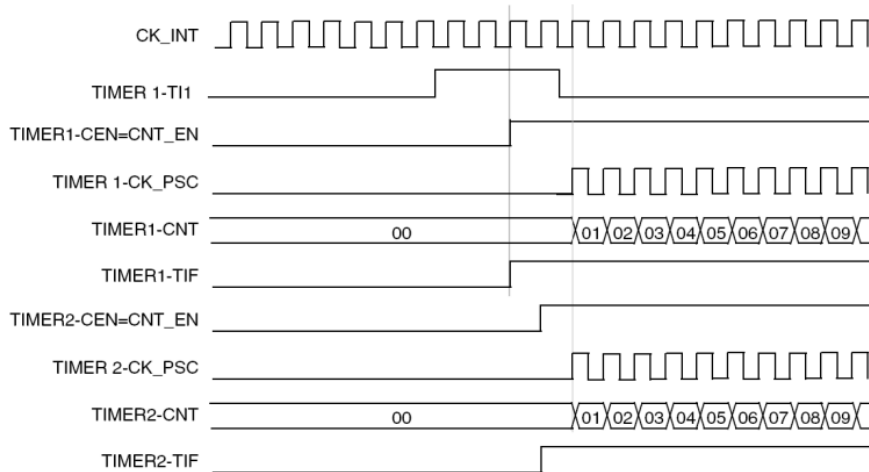 CK_INT
TIMER 1-TI1
TIMER1-CEN=CNT_EN
TIMER 1-CK_PSC
TIMER1-CNT 00 01 02 03 04 05 06 07 08 09
TIMER1-TIF
TIMER2-CEN=CNT_EN
TIMER 2-CK_PSC
TIMER2-CNT 00 01 02 03 04 05 06 07 08 09
TIMER2-TIF